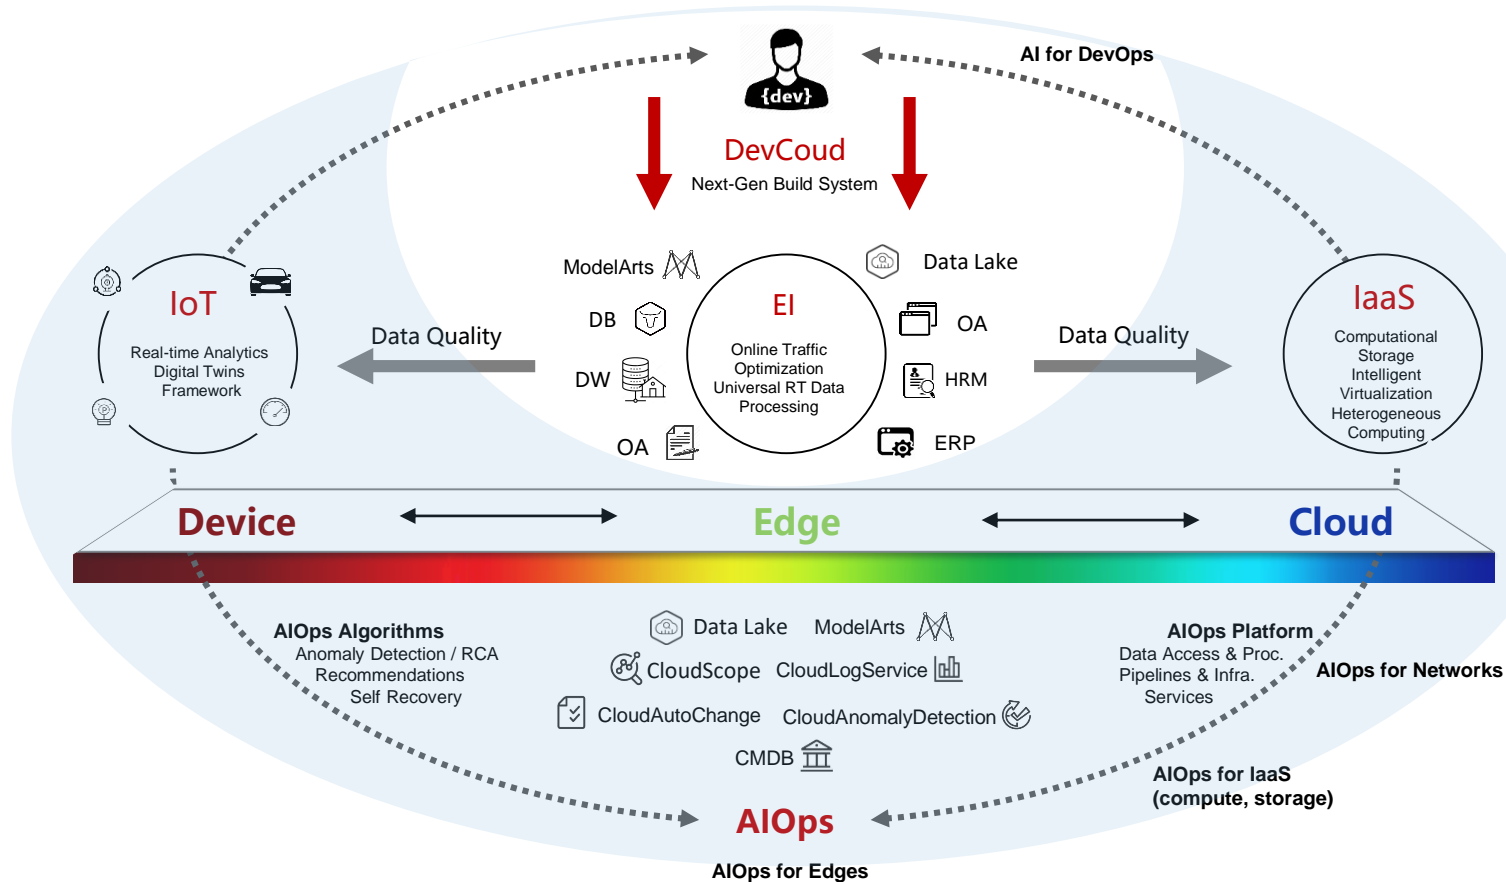 AI for DevOps
{dev}
DevCoud
Next-Gen Build System
ModelArts
Data Lake
DB
OA
DW
HRM
OA
ERP
EI
Online Traffic
Optimization
Universal RT Data
Processing
IoT
Real-time Analytics
Digital Twins
Framework
P
Data Quality
Data Quality
IaaS
Computational
Storage
Intelligent
Virtualization
Heterogeneous
Computing
Device
Edge
Cloud
AIOps Algorithms
Anomaly Detection / RCA
Recommendations
Self Recovery
Data Lake
ModelArts
CloudScope
CloudLogService
CloudAutoChange
CloudAnomalyDetection
CMDB
AIOps Platform
Data Access & Proc.
Pipelines & Infra.
Services
AIOps for Networks
AIOps for IaaS
(compute, storage)
AIOps
AIOps for Edges